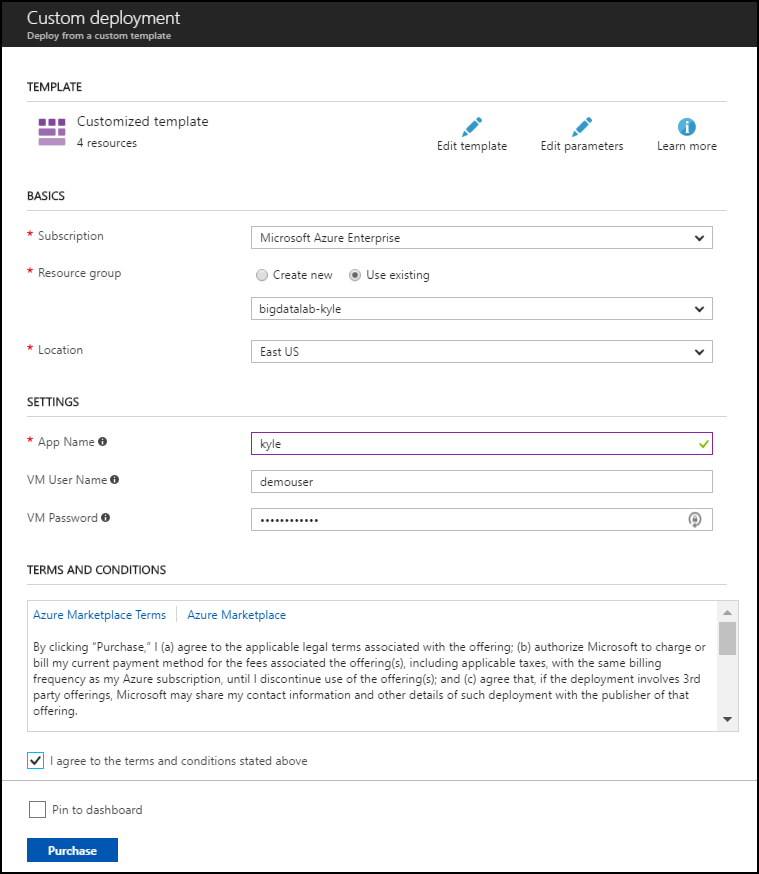 Custom deployment
Deploy from a custom template
TEMPLATE
Customized template
4 resources
Edit template
Edit parameters
Learn more
BASICS
* Subscription
Microsoft Azure Enterprise
* Resource group
Create new
Use existing
bigdatalab-kyle
* Location
East US
SETTINGS
* App Name
kyle
VM User Name
demouser
VM Password
••••••••••••
TERMS AND CONDITIONS
Azure Marketplace Terms
Azure Marketplace
By clicking “Purchase,” I (a) agree to the applicable legal terms associated with the offering; (b) authorize Microsoft to charge or
bill my current payment method for the fees associated the offering(s), including applicable taxes, with the same billing
frequency as my Azure subscription, until I discontinue use of the offering(s); and (c) agree that, if the deployment involves 3rd
party offerings, Microsoft may share my contact information and other details of such deployment with the publisher of that
offering.
I agree to the terms and conditions stated above
Pin to dashboard
Purchase